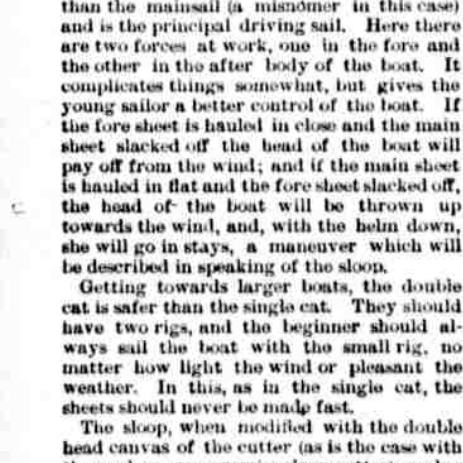 than the mainsail (a misnomer in this case)
and is the principal driving sail. Here there
are two forces at work, one in the fore and
the other in the after body of the boat. It
complicates things somewhat, but gives the
young sailor a better control of the boat. If
the fore sheet is hauled in close and the main
sheet slacked off the head of the boat will
pay off from the wind; and if the main sheet
is hauled in flat and the fore sheet slacked off,
the head of the boat will be thrown up
towards the wind, and, with the helm down,
she will go in stays, a maneuver which will
be described in speaking of the sloop.
Getting towards larger boats, the double
cat is safer than the single cat. They should
have two rigs, and the beginner should al-
ways sail the boat with the small rig, no
matter how light the wind or pleasant the
weather. In this, as in the single cat, the
sheets should never be made fast.
The sloop, when modified with the double
head canvas of the cutter (as is the case with